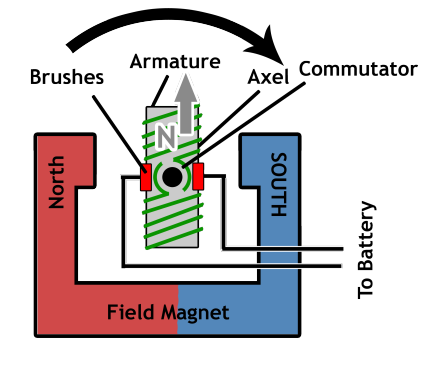 Armature
Brushes
Axel
Commutator
N
North
SOUTH
To Battery
Field Magnet